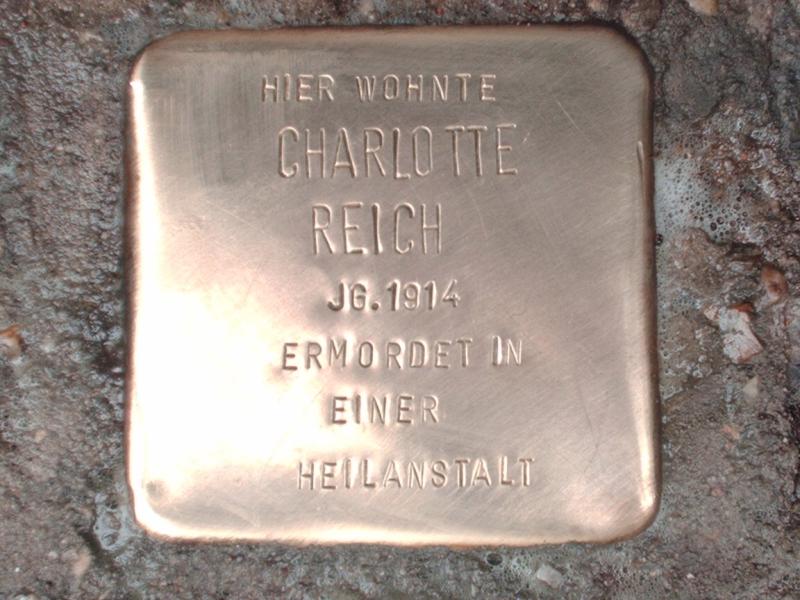 HIER WOHNTE
CHARLOTTE
REICH
JG. 1914
ERMORDET IN
EINER
HEILANSTALT